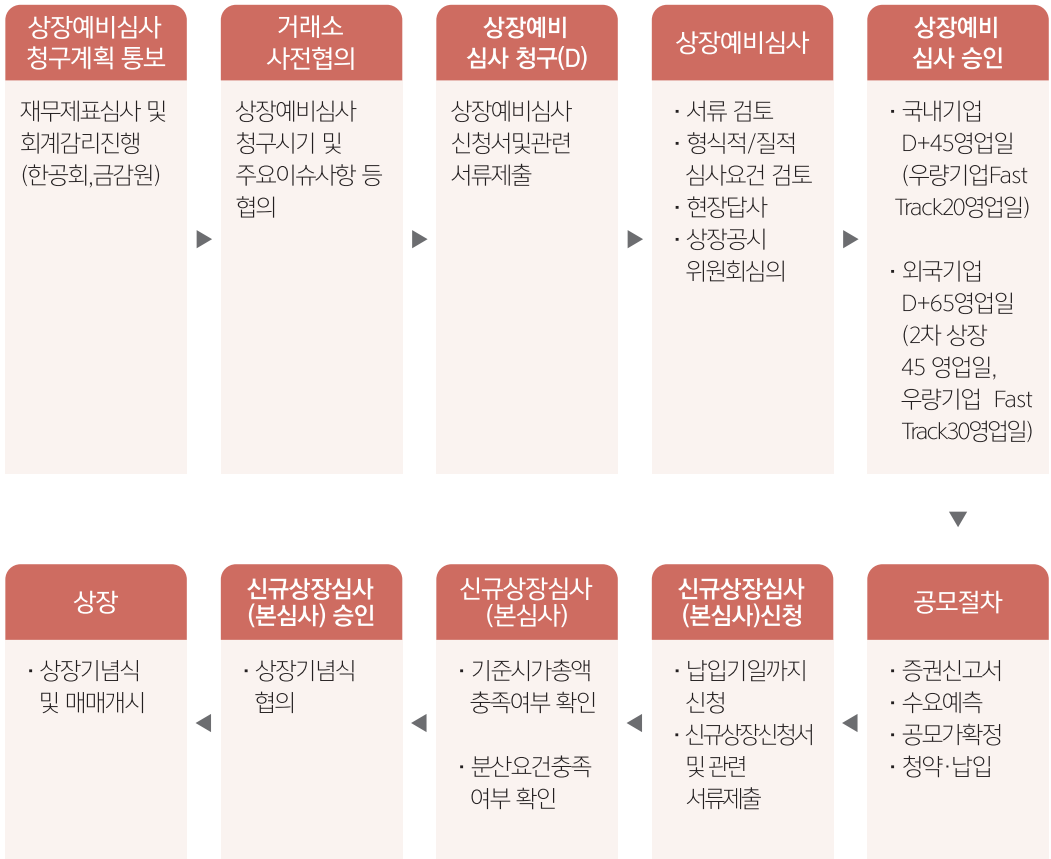 상장예비심사
청구계획 통보
재무제표심사 및
회계감리진행
(한공회,금감원)
거래소
사전협의
상장예비심사
청구시기 및
주요이슈사항 등
협의
상장예비
심사 청구(D)
상장예비심사
신청서및관련
서류제출
상장예비심사
· 서류 검토
· 형식적/질적
심사요건 검토
· 현장답사
· 상장공시
위원회심의
상장예비
심사 승인
· 국내기업
D+45영업일
(우량기업Fast
Track20영업일)
· 외국기업
D+65영업일
(2차 상장
45 영업일,
우량기업 Fast
Track30영업일)
공모절차
· 증권신고서
· 수요예측
· 공모가확정
· 청약·납입
신규상장심사
(본심사)신청
· 납입기일까지
신청
· 신규상장신청서
및 관련
서류제출
신규상장심사
(본심사)
· 기준시가총액
충족여부 확인
· 분산요건충족
여부 확인
신규상장심사
(본심사) 승인
· 상장기념식
협의
상장
· 상장기념식
및 매매개시